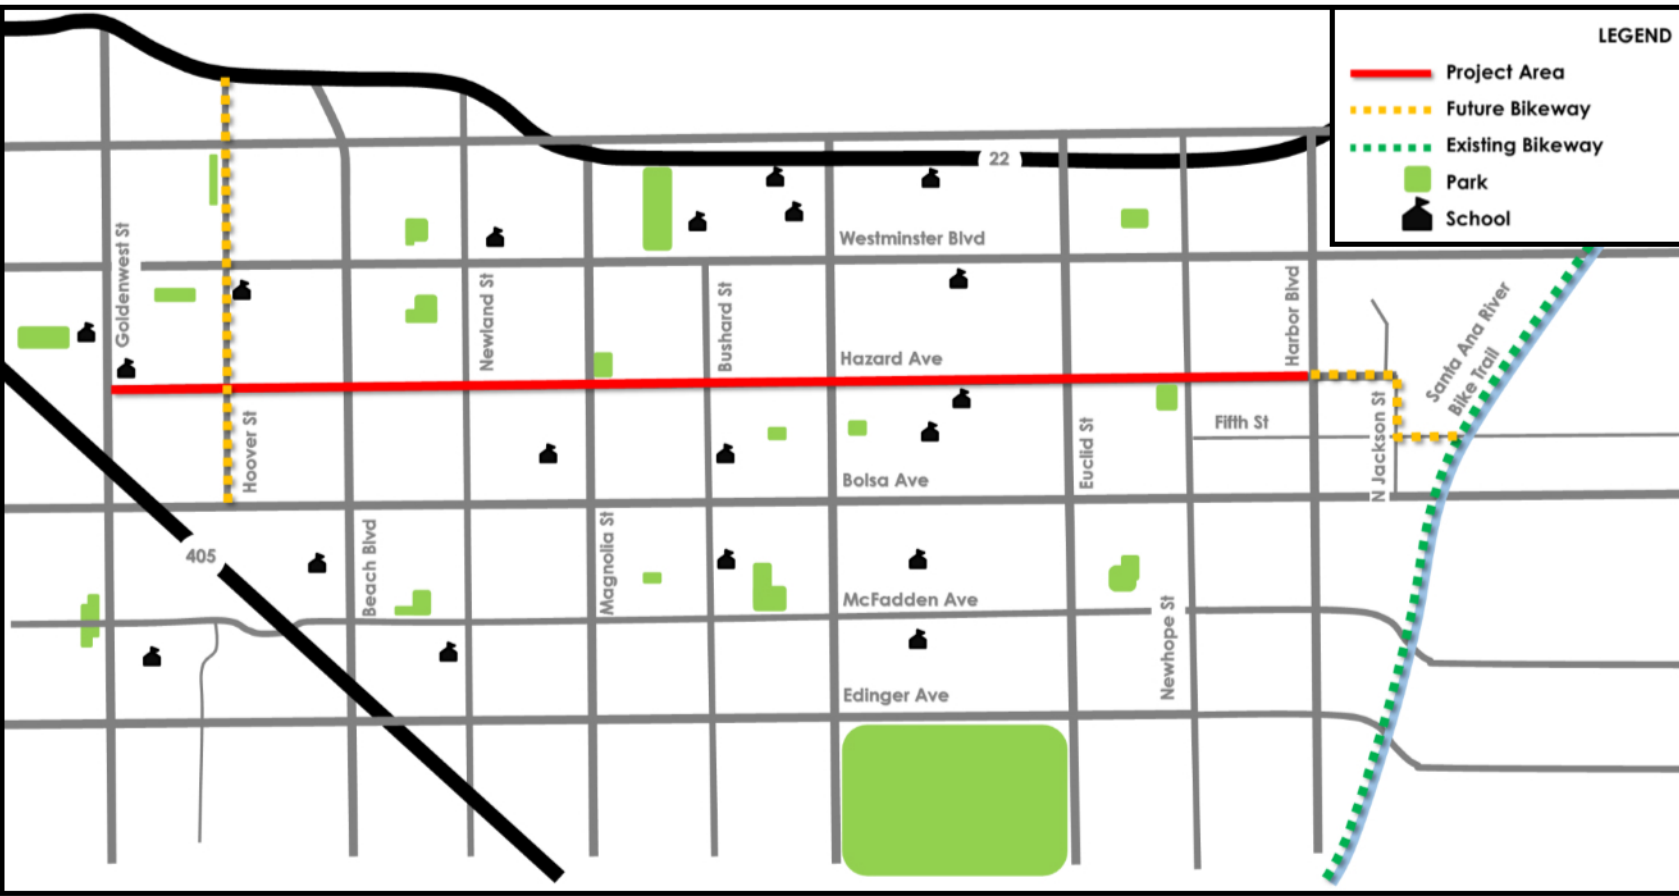 LEGEND
Project Area
Future Bikeway
Existing Bikeway
Park
School
22
Westminster Blvd
Goldenwest St
Newland St
Bushard St
Harbor Blvd
Santa Ana River
Bike Trail
Hazard Ave
Hoover St
Fifth St
Euclid St
N Jackson St
Bolsa Ave
405
Beach Blvd
Magnolia St
McFadden Ave
Newhope St
Edinger Ave